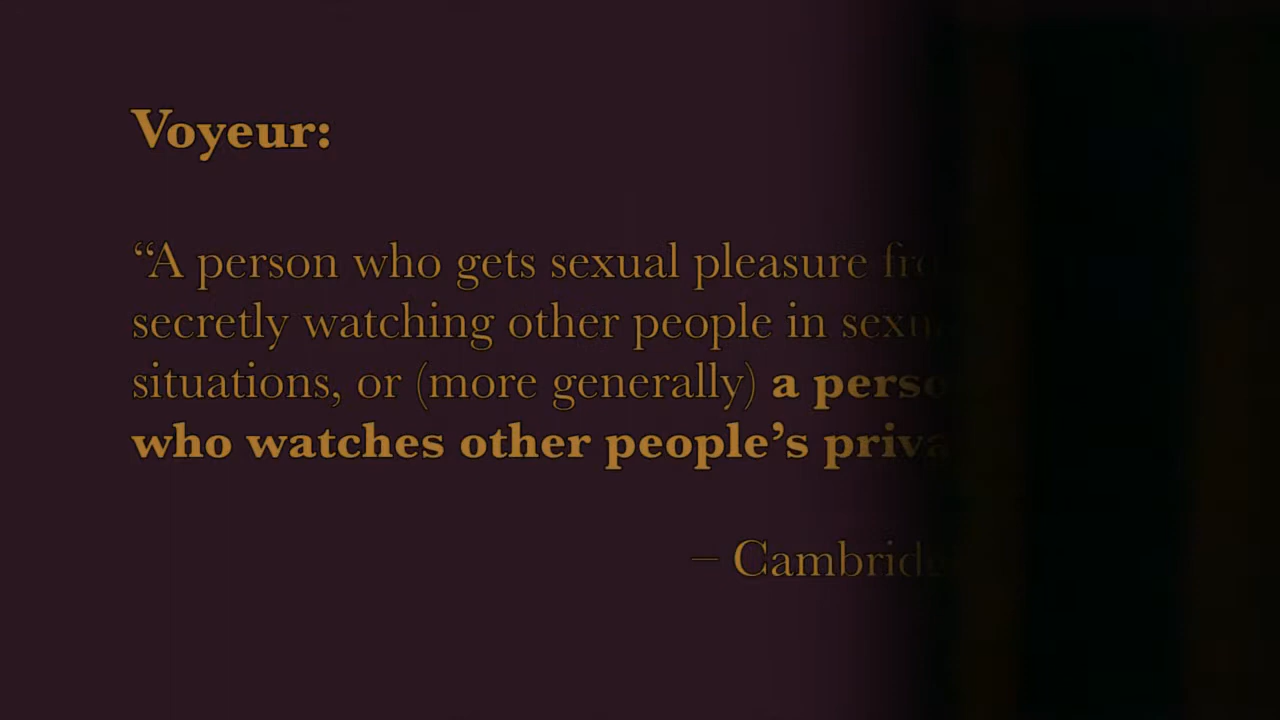 Voyeur:
“A person who gets sexual pleasure
secretly watching other people in
situations, or (more generally) a
who watches other people’s
–